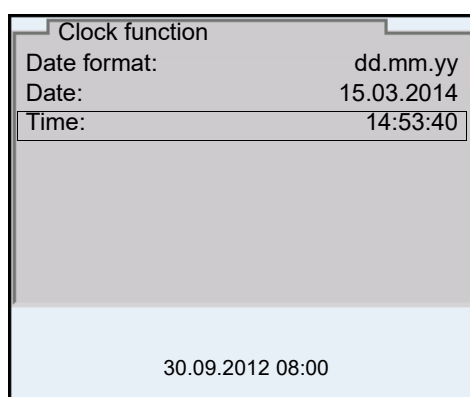 Clock function
Date format: dd.mm.yy
Date: 15.03.2014
Time: 14:53:40
30.09.2012 08:00